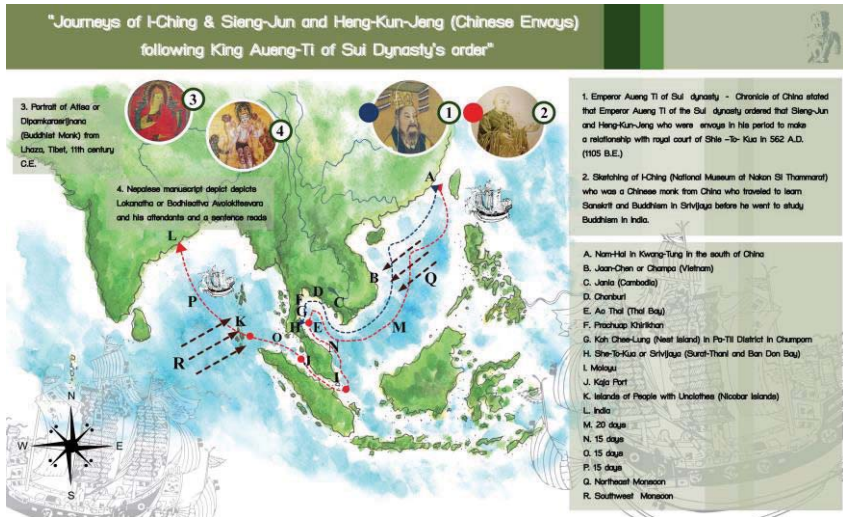 "Journeys of I-Ching & Sieng-Jun and Heng-Kun-Jeng (Chinese Envoys)
following King Aueng-Ti of Sui Dynasty's order"
3. Portrait of Atisa or
Dipamkarasrijnana
(Buddhist Monk) from
Lhaza, Tibet, 11th century
C.E.
3
4
1
2
4. Nepalese manuscript depict depicts
Lokanatha or Bodhisatva Avalokitesvara
and his attendants and a sentence reads
1. Emperor Aueng Ti of Sui dynasty - Chronicle of China stated
that Emperor Aueng Ti of the Sui dynasty ordered that Sieng-Jun
and Heng-Kun-Jeng who were envoys in his period to make
a relationship with royal court of Shis -To- Kua in 562 A.D.
(1105 B.E.)
2. Sketching of I-Ching (National Museum at Nakon Si Thammarat)
who was a Chinese monk from China who traveled to learn
Sanskrit and Buddhism in Srivijaya before he went to study
Buddhism in India.
A. Nam-Hai in Kwang-Tung in the south of China
B. Jaan-Chen or Champa (Vietnam)
C. Jania (Cambodia)
D. Chonburi
E. Ao Thai (Thai Bay)
F. Prachuap Khirikhan
G. Koh Chee-Lung (Nest Island) in Pa-Til District in Chumporn
H. She-To-Kua or Srivijaya (Surat-Thani and Ban Don Bay)
I. Molayu
J. Kaja Port
K. Islands of People with Unclothes (Nicobar Islands)
L. India
M. 20 days
N. 15 days
O. 15 days
P. 15 days
Q. Northeast Monsoon
R. Southwest Monsoon
A
L
B
Q
D
F
C
G
P
H
E
M
K
N
O
R
J
I
N
W
E
S